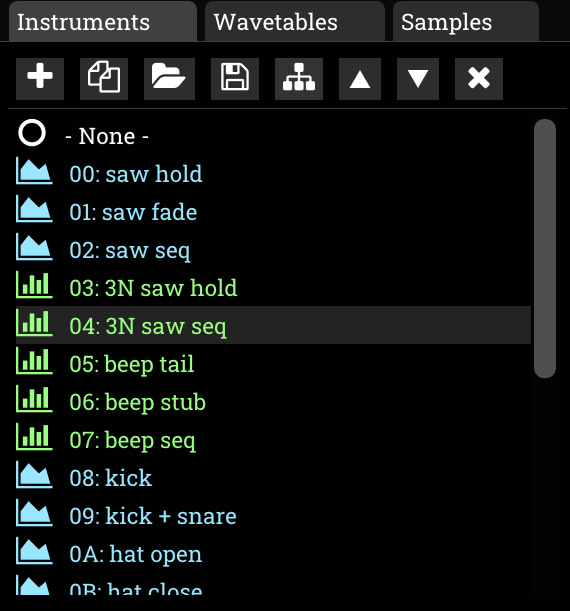 Instruments Wavetables Samples
- None -
00: saw hold
01: saw fade
02: saw seq
03: 3N saw hold
04: 3N saw seq
05: beep tail
06: beep stub
07: beep seq
08: kick
09: kick + snare
0A: hat open
0B: hat close